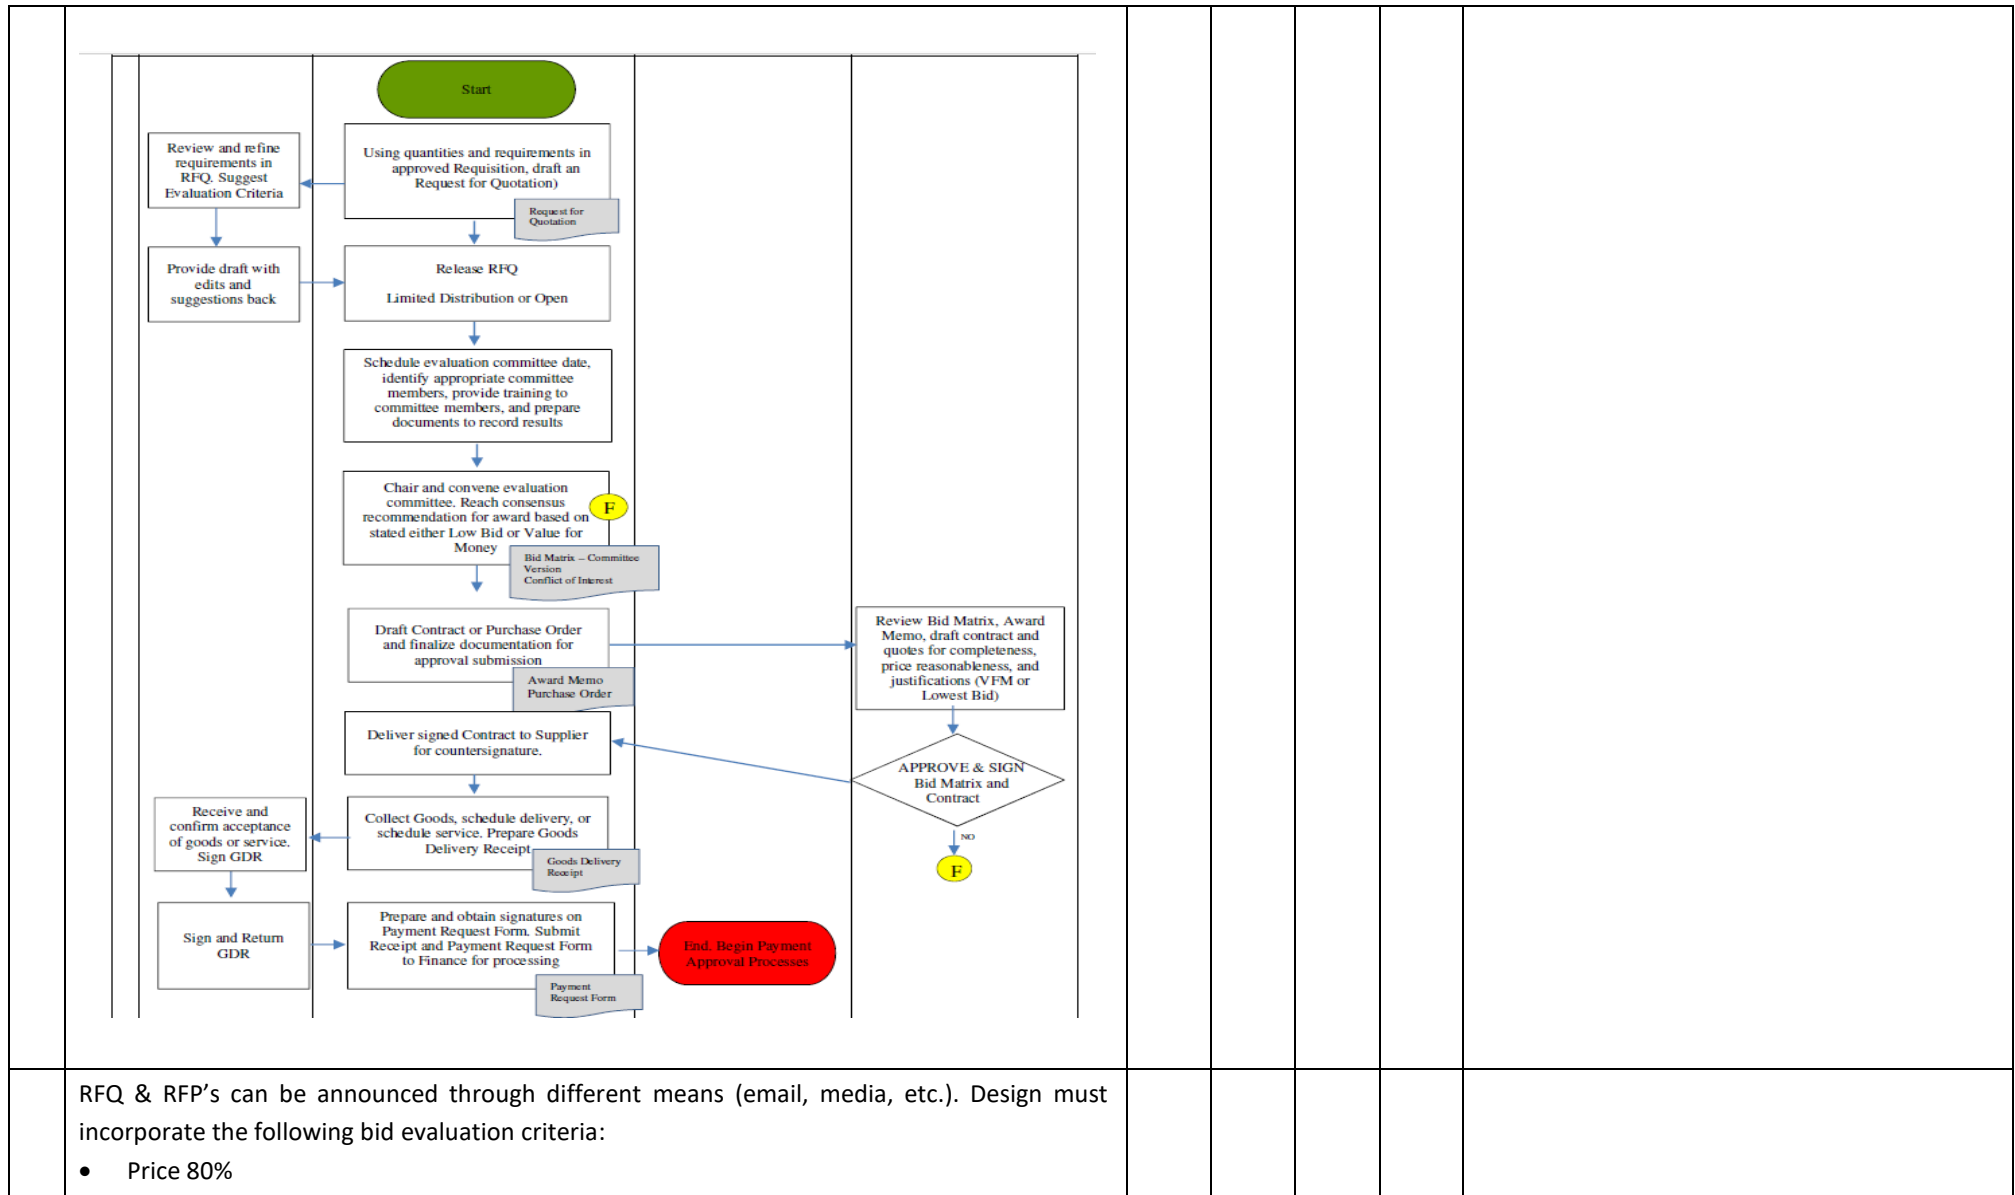 Start
Using quantities and requirements in
approved Requisition, draft an
Request for Quotation)
Request for
Quotation
Review and refine
requirements in
RFQ. Suggest
Evaluation Criteria
Provide draft with
edits and
suggestions back
Release RFQ
Limited Distribution or Open
Schedule evaluation committee date,
identify appropriate committee
members, provide training to
committee members, and prepare
documents to record results
Chair and convene evaluation
committee. Reach consensus
recommendation for award based on
stated either Low Bid or Value for
Money
F
Bid Matrix – Committee
Version
Conflict of Interest
Draft Contract or Purchase Order
and finalize documentation for
approval submission
Award Memo
Purchase Order
Review Bid Matrix, Award
Memo, draft contract and
quotes for completeness,
price reasonableness, and
justifications (VFM or
Lowest Bid)
APPROVE & SIGN
Bid Matrix and
Contract
NO
F
Deliver signed Contract to Supplier
for countersignature.
Collect Goods, schedule delivery, or
schedule service. Prepare Goods
Delivery Receipt
Goods Delivery
Receipt
Receive and
confirm acceptance
of goods or service.
Sign GDR
Sign and Return
GDR
Prepare and obtain signatures on
Payment Request Form. Submit
Receipt and Payment Request Form
to Finance for processing
Payment
Request Form
End. Begin Payment
Approval Processes
RFQ & RFP’s can be announced through different means (email, media, etc.). Design must
incorporate the following bid evaluation criteria:
• Price 80%